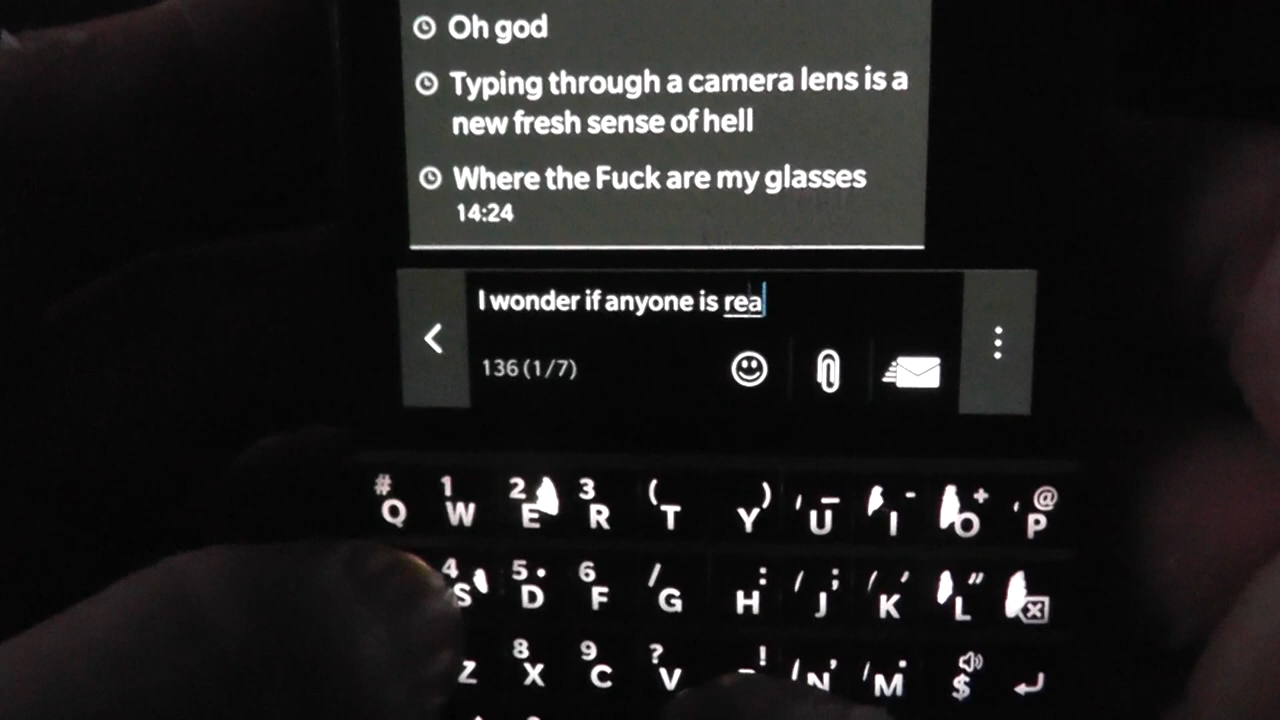 Oh god
Typing through a camera lens is a
new fresh sense of hell
Where the Fuck are my glasses
14:24
I wonder if anyone is rea
136 (1/7)
# 1 2 3 ( ) _ - + @
Q W E R T Y U I O P
4 5 6 / : ; ' "
S D F G H J K L
8 9 ? ! , . $
Z X C V N M